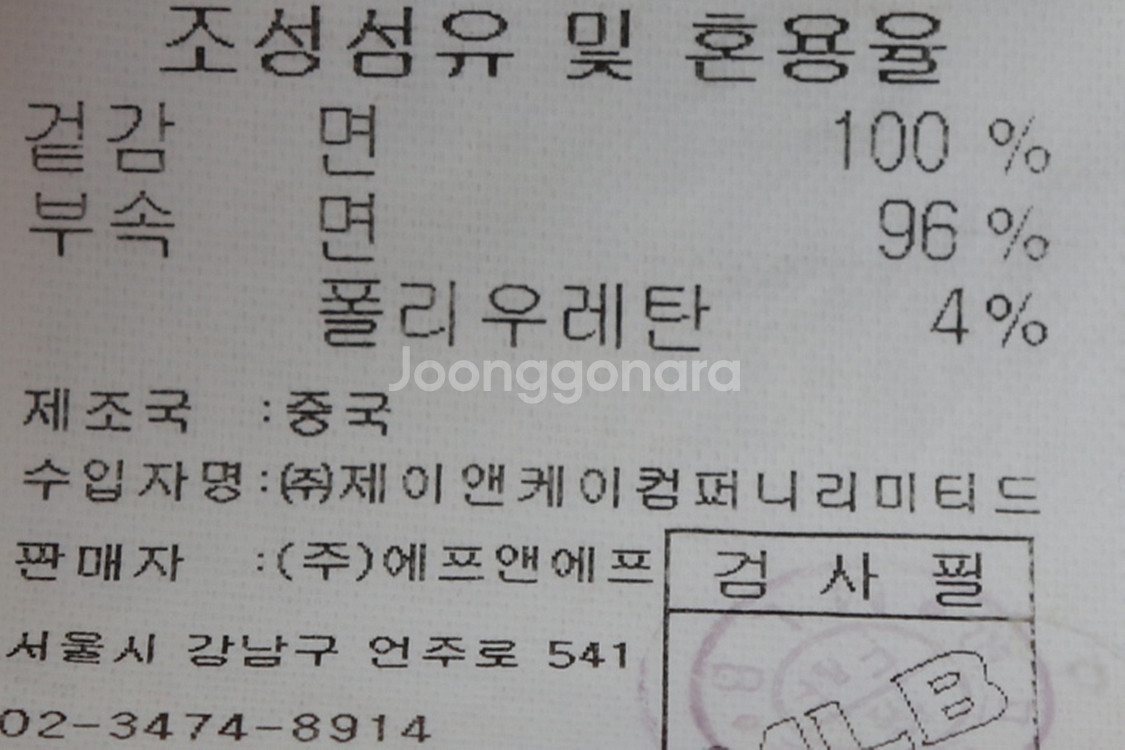 조성섬유 및 혼용율
겉감 면 100 %
부속 면 96 %
폴리우레탄 4%
Joonggonara
제조국 :중국
수입자명:㈜제이앤케이컴퍼니리미티드
판매자 :(주)에프앤에프
검 사 필
서울시 강남구 언주로 541
02-3474-8914